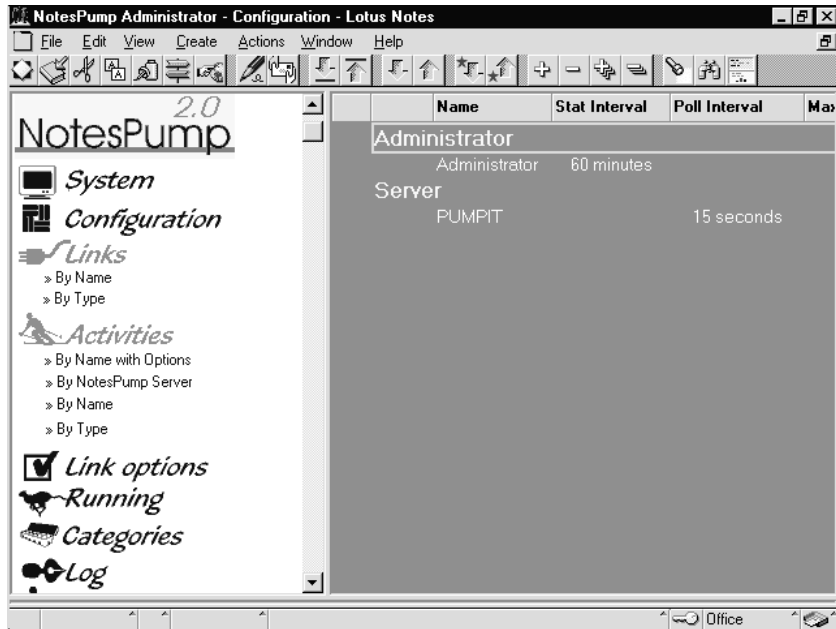 NotesPump Administrator - Configuration - Lotus Notes
File Edit View Create Actions Window Help
2.0
NotesPump
System
Configuration
Links
» By Name
» By Type
Activities
» By Name with Options
» By NotesPump Server
» By Name
» By Type
Link options
Running
Categories
Log
Name Stat Interval Poll Interval
Administrator
Administrator 60 minutes
Server
PUMPIT 15 seconds
Office